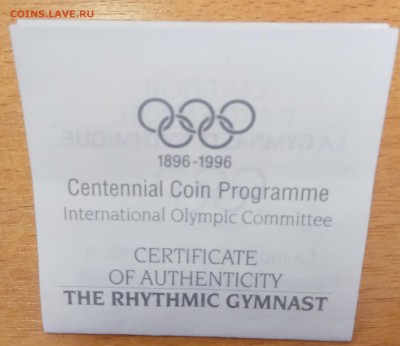 COINS.LAVE.RU
1896-1996
Centennial Coin Programme
International Olympic Committee
CERTIFICATE
OF AUTHENTICITY
THE RHYTHMIC GYMNAST